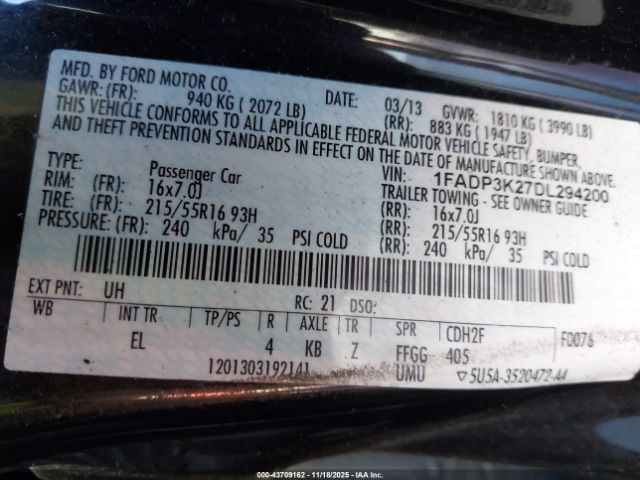 MFD. BY FORD MOTOR CO.
DATE: 03/13 GVWR: 1810 KG ( 3990 LB)
GAWR: (FR): 940 KG ( 2072 LB) (RR): 883 KG ( 1947 LB)
THIS VEHICLE CONFORMS TO ALL APPLICABLE FEDERAL MOTOR VEHICLE SAFETY, BUMPER,
AND THEFT PREVENTION STANDARDS IN EFFECT ON THE DATE OF MANUFACTURE SHOWN ABOVE.
VIN: 1FADP3K27DL294200
TYPE: Passenger Car TRAILER TOWING - SEE OWNER GUIDE
RIM: (FR): 16x7.0J (RR): 16x7.0J
TIRE: (FR): 215/55R16 93H (RR): 215/55R16 93H
PRESSURE: (FR): 240 kPa/ 35 PSI COLD (RR): 240 kPa/ 35 PSI COLD
EXT PNT: UH RC: 21 DSO:
WB INT TR TP/PS R AXLE TR SPR CDH2F F0076
EL 4 KB Z FFGG 405
1201303192141 UMU ▽5U5A-3520472-AA
000-43709162 - 11/18/2025 - IAA Inc.